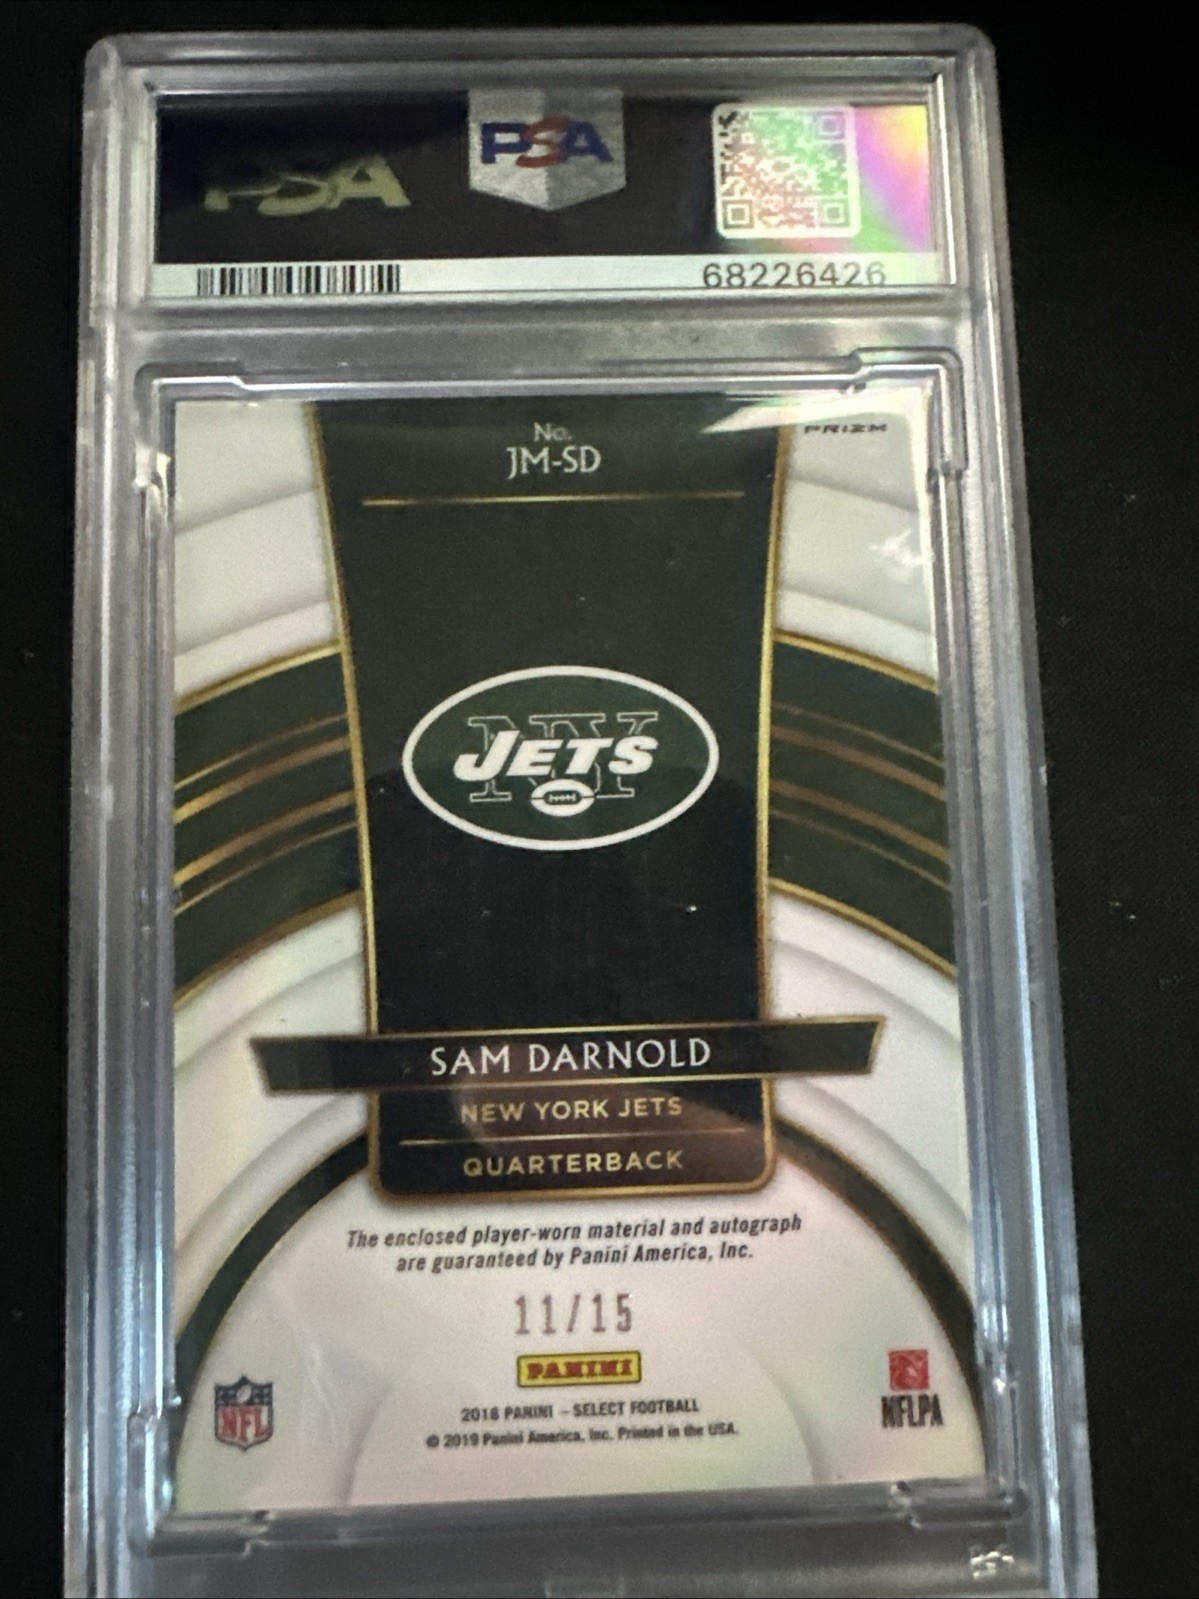 PSA
PSA
68226426
No.
JM-SD
PRIZM
NY
JETS
SAM DARNOLD
NEW YORK JETS
QUARTERBACK
The enclosed player-worn material and autograph
are guaranteed by Panini America, Inc.
11/15
PANINI
NFL
NFLPA
2018 PANINI – SELECT FOOTBALL
© 2019 Panini America, Inc. Printed in the USA.